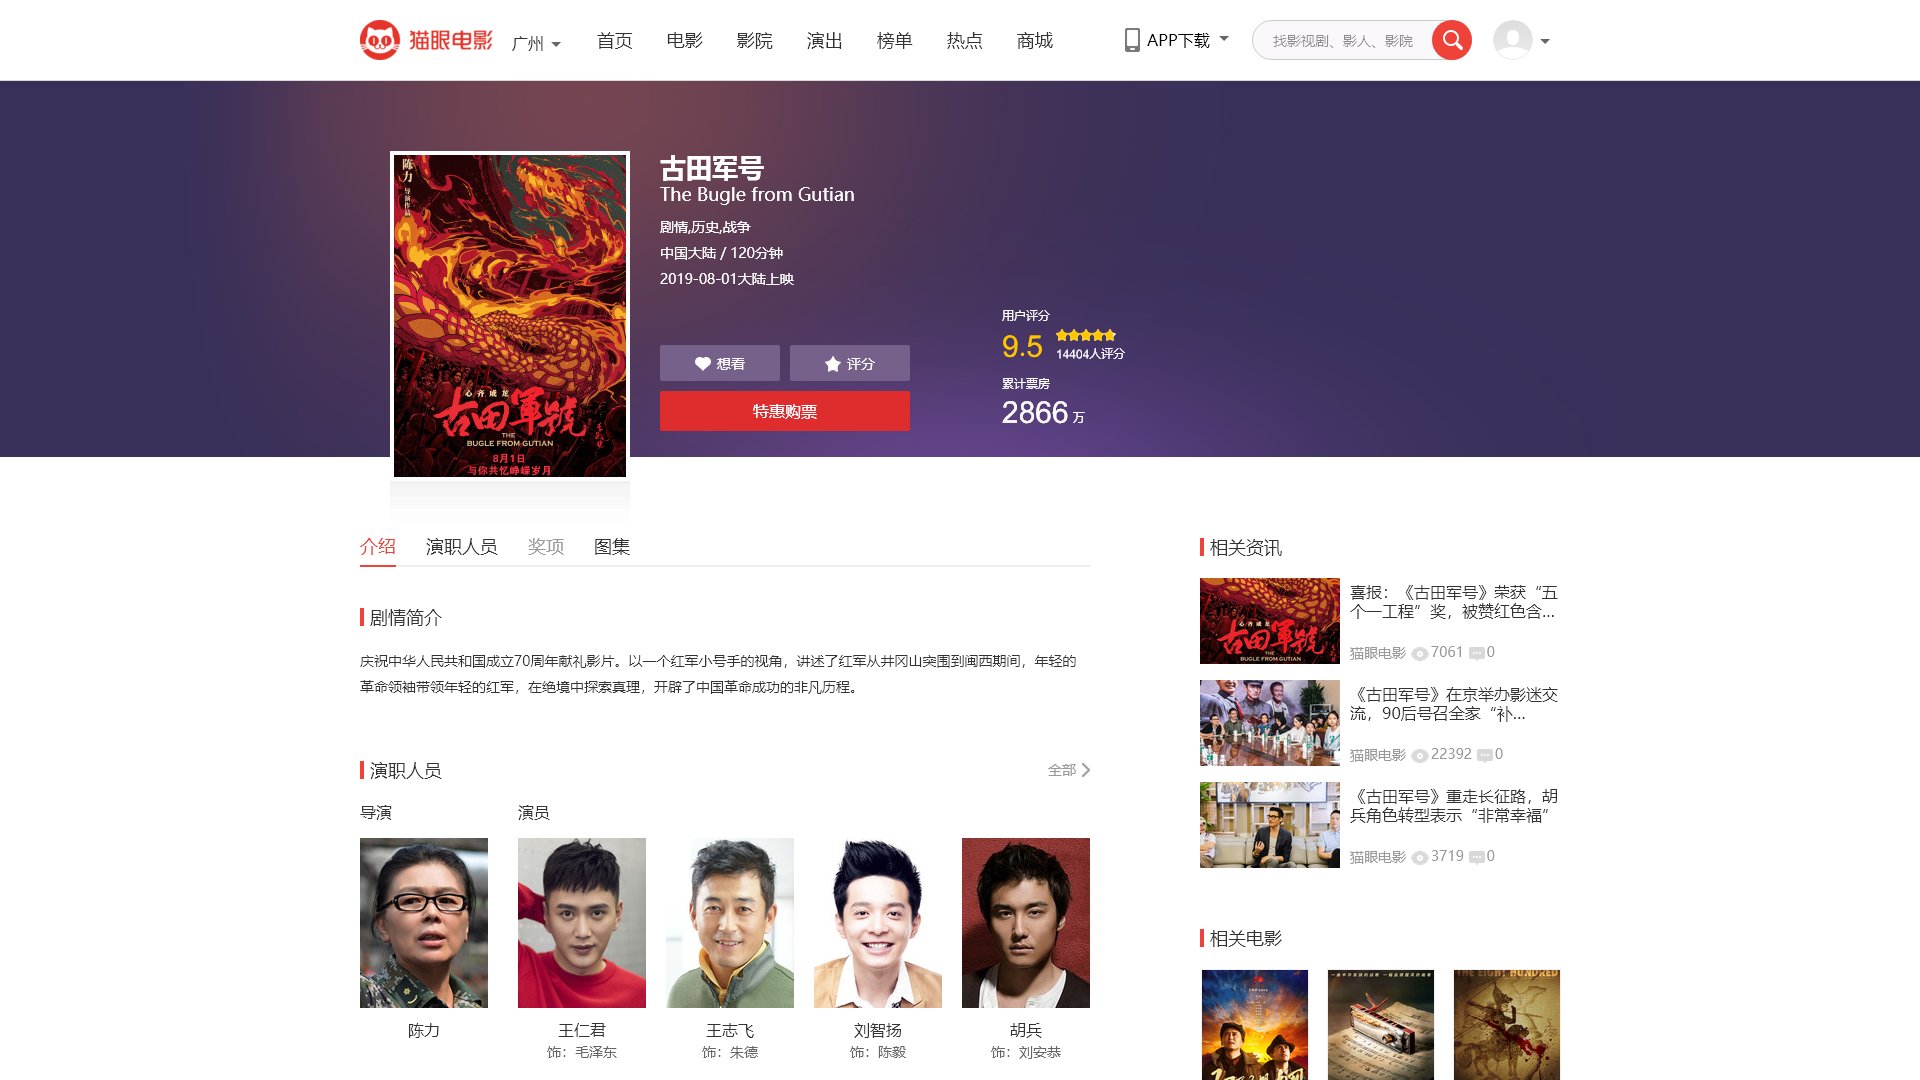 猫眼电影
广州
首页
电影
影院
演出
榜单
热点
商城
APP下载
找影视剧、影人、影院
陈力
导演作品
心齐成龙
古田軍號
THE
BUGLE FROM GUTIAN
8月1日
与你共忆峥嵘岁月
古田军号
The Bugle from Gutian
剧情,历史,战争
中国大陆 / 120分钟
2019-08-01大陆上映
想看
评分
特惠购票
用户评分
9.5
14404人评分
累计票房
2866万
介绍
演职人员
奖项
图集
剧情简介
庆祝中华人民共和国成立70周年献礼影片。以一个红军小号手的视角，讲述了红军从井冈山突围到闽西期间，年轻的
革命领袖带领年轻的红军，在绝境中探索真理，开辟了中国革命成功的非凡历程。
演职人员
全部
导演
演员
陈力
王仁君
饰：毛泽东
王志飞
饰：朱德
刘智扬
饰：陈毅
胡兵
饰：刘安恭
相关资讯
心齐成龙
古田軍號
THE
BUGLE FROM GUTIAN
喜报：《古田军号》荣获“五
个一工程”奖，被赞红色含...
猫眼电影 7061 0
《古田军号》在京举办影迷交
流，90后号召全家“补...
猫眼电影 22392 0
《古田军号》重走长征路，胡
兵角色转型表示“非常幸福”
猫眼电影 3719 0
相关电影
THE EIGHT HUNDRED